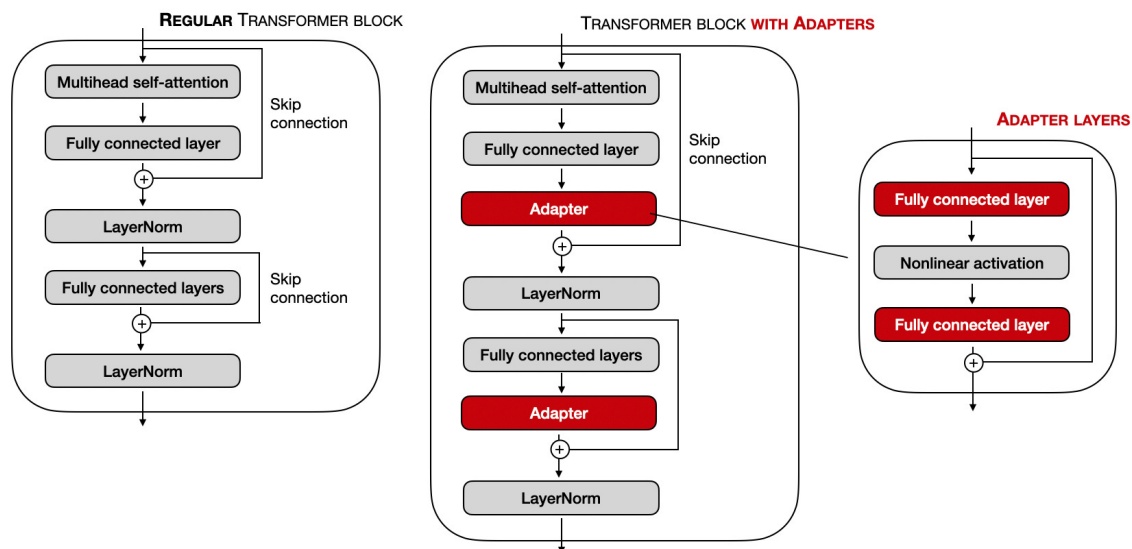 REGULAR TRANSFORMER BLOCK
Multihead self-attention
Fully connected layer
Skip
connection
+
LayerNorm
Fully connected layers
Skip
connection
+
LayerNorm
TRANSFORMER BLOCK WITH ADAPTERS
Multihead self-attention
Fully connected layer
Skip
connection
Adapter
+
LayerNorm
Fully connected layers
Adapter
+
LayerNorm
ADAPTER LAYERS
Fully connected layer
Nonlinear activation
Fully connected layer
+